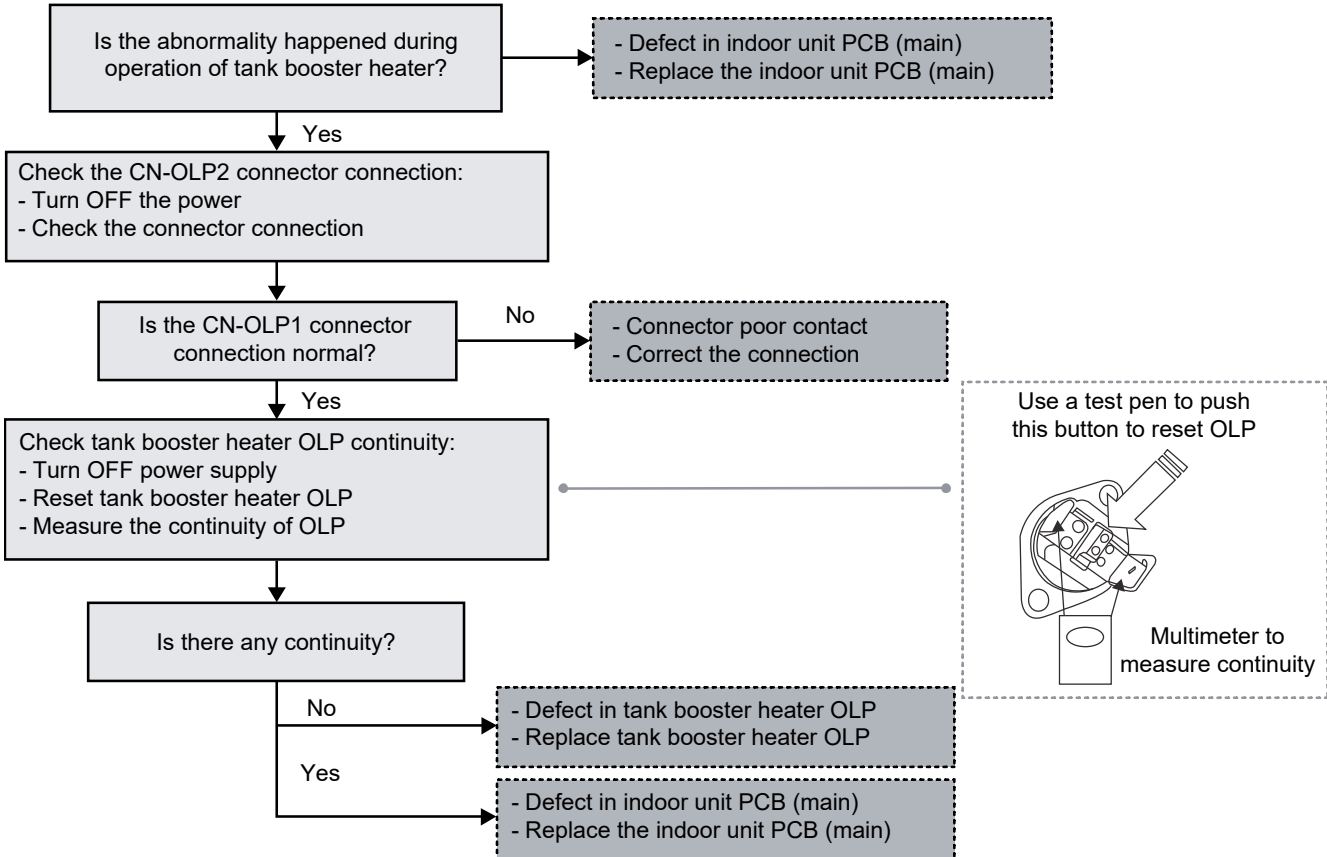 Is the abnormality happened during
operation of tank booster heater?
- Defect in indoor unit PCB (main)
- Replace the indoor unit PCB (main)
Yes
Check the CN-OLP2 connector connection:
- Turn OFF the power
- Check the connector connection
Is the CN-OLP1 connector
connection normal?
No
- Connector poor contact
- Correct the connection
Yes
Check tank booster heater OLP continuity:
- Turn OFF power supply
- Reset tank booster heater OLP
- Measure the continuity of OLP
Use a test pen to push
this button to reset OLP
Multimeter to
measure continuity
Is there any continuity?
No
- Defect in tank booster heater OLP
- Replace tank booster heater OLP
Yes
- Defect in indoor unit PCB (main)
- Replace the indoor unit PCB (main)